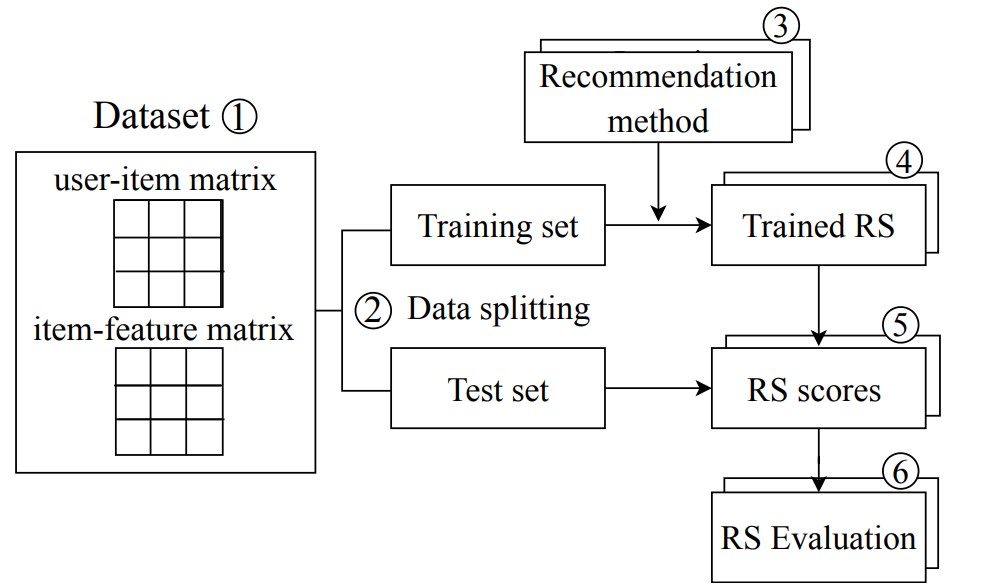 Dataset ①
user-item matrix
item-feature matrix
② Data splitting
Training set
Test set
③
Recommendation
method
④
Trained RS
⑤
RS scores
⑥
RS Evaluation